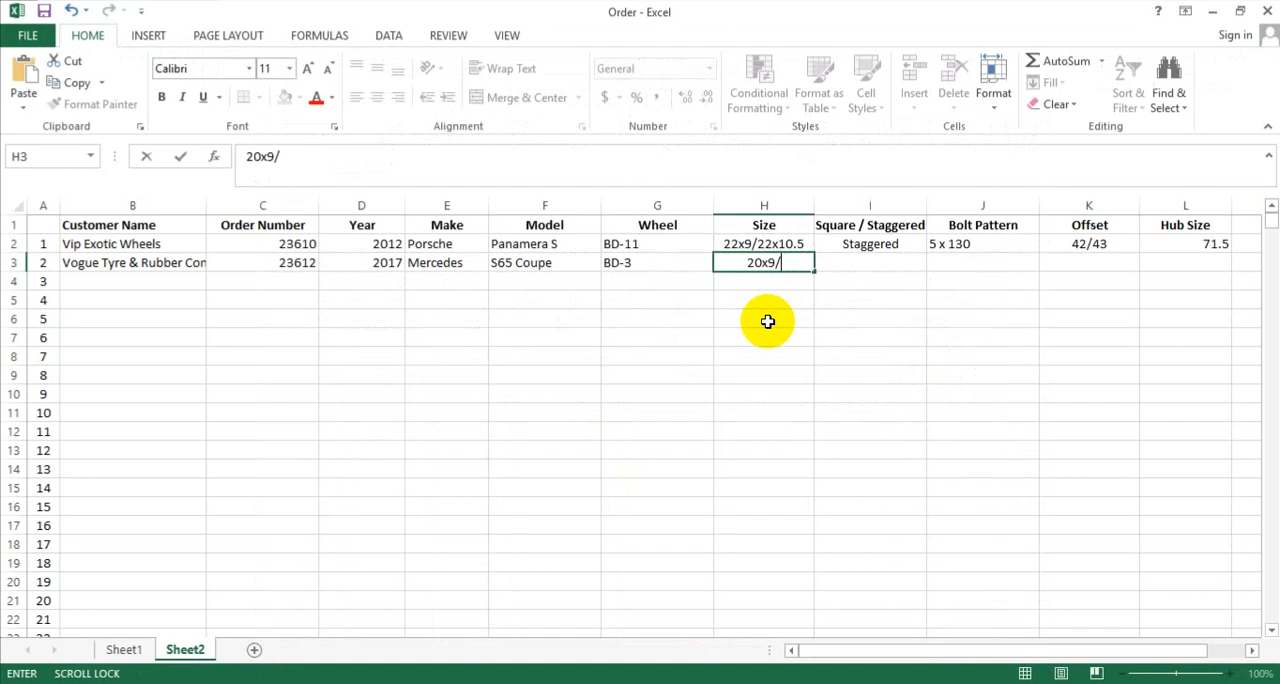 Order - Excel
?
FILE HOME INSERT PAGE LAYOUT FORMULAS DATA REVIEW VIEW Sign in
Paste Cut Copy Format Painter Clipboard
Calibri 11 A A B I U A Font
Wrap Text Merge & Center Alignment
General $ % , Number
Conditional Formatting Format as Table Cell Styles Styles
Insert Delete Format Cells
AutoSum Fill Clear Sort & Filter Find & Select Editing
H3 fx 20x9/
A B C D E F G H I J K L
1 Customer Name Order Number Year Make Model Wheel Size Square / Staggered Bolt Pattern Offset Hub Size
2 1 Vip Exotic Wheels 23610 2012 Porsche Panamera S BD-11 22x9/22x10.5 Staggered 5 x 130 42/43 71.5
3 2 Vogue Tyre & Rubber Con 23612 2017 Mercedes S65 Coupe BD-3 20x9/
4 3
5 4
6 5
7 6
8 7
9 8
10 9
11 10
12 11
13 12
14 13
15 14
16 15
17 16
18 17
19 18
20 19
21 20
22 21
Sheet1 Sheet2
ENTER SCROLL LOCK 100%